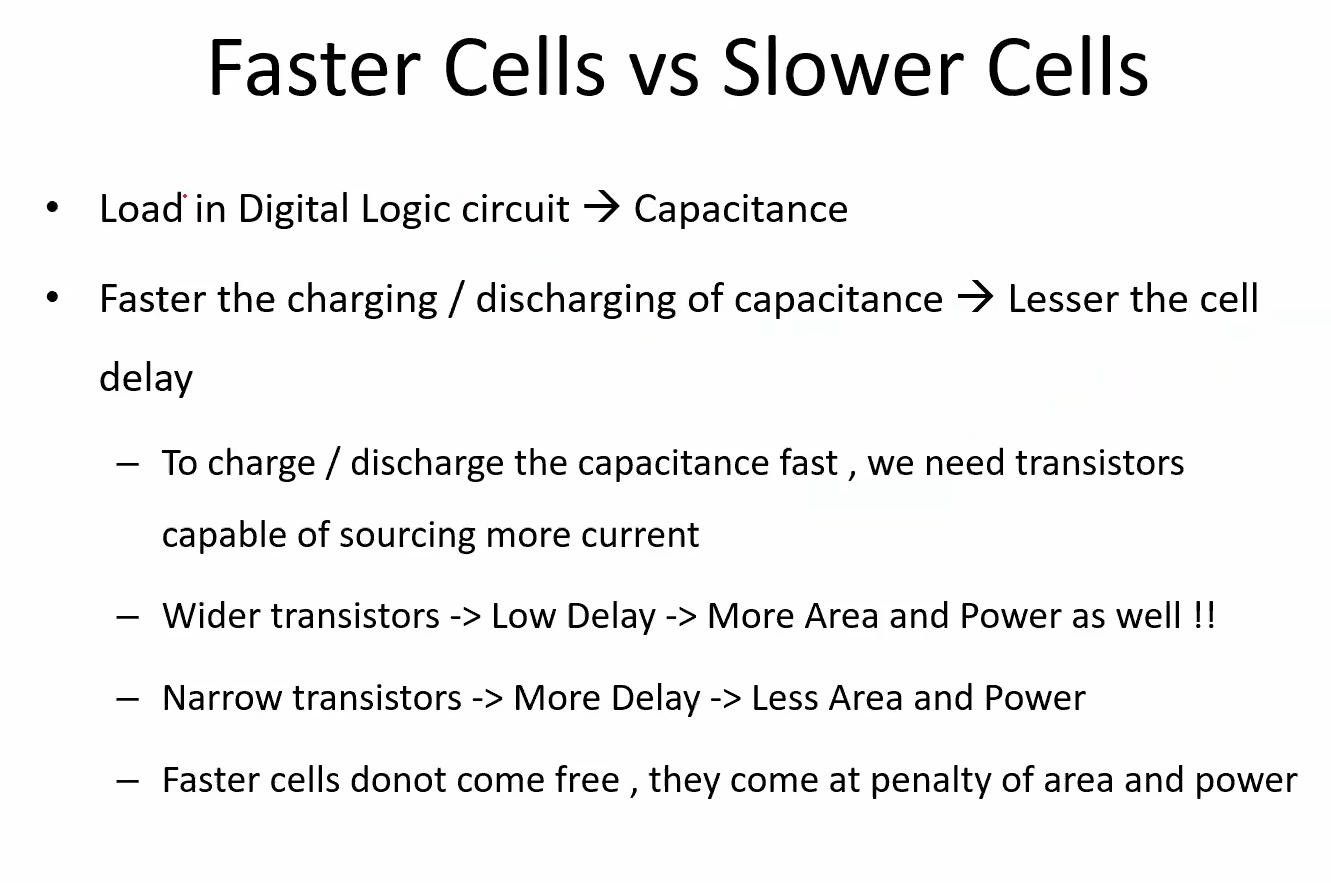 Faster Cells vs Slower Cells
• Load in Digital Logic circuit → Capacitance
• Faster the charging / discharging of capacitance → Lesser the cell
delay
– To charge / discharge the capacitance fast , we need transistors
capable of sourcing more current
– Wider transistors -> Low Delay -> More Area and Power as well !!
– Narrow transistors -> More Delay -> Less Area and Power
– Faster cells donot come free , they come at penalty of area and power